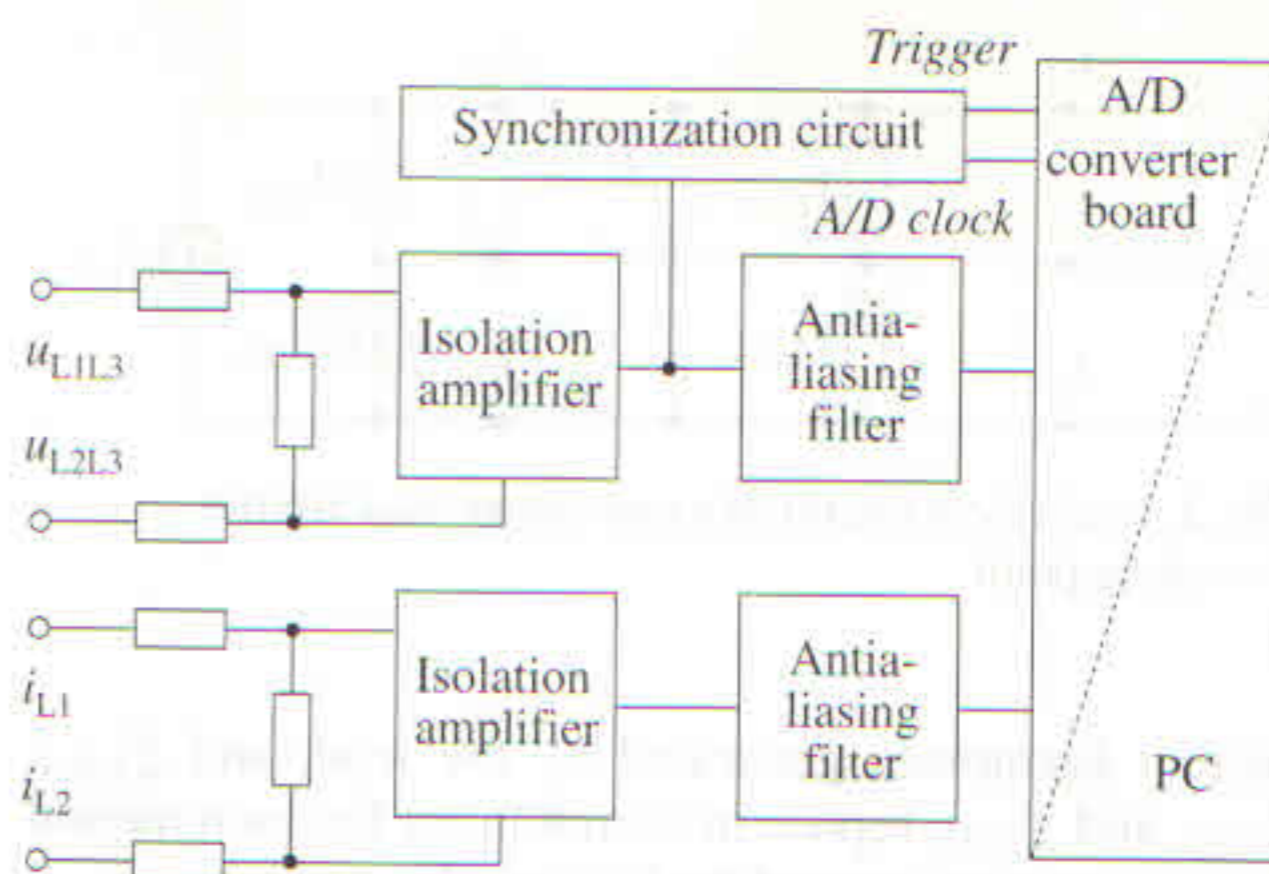 Trigger
A/D
converter
board
Synchronization circuit
A/D clock
u_L1L3
u_L2L3
Isolation
amplifier
Antia-
liasing
filter
i_L1
i_L2
Isolation
amplifier
Antia-
liasing
filter
PC